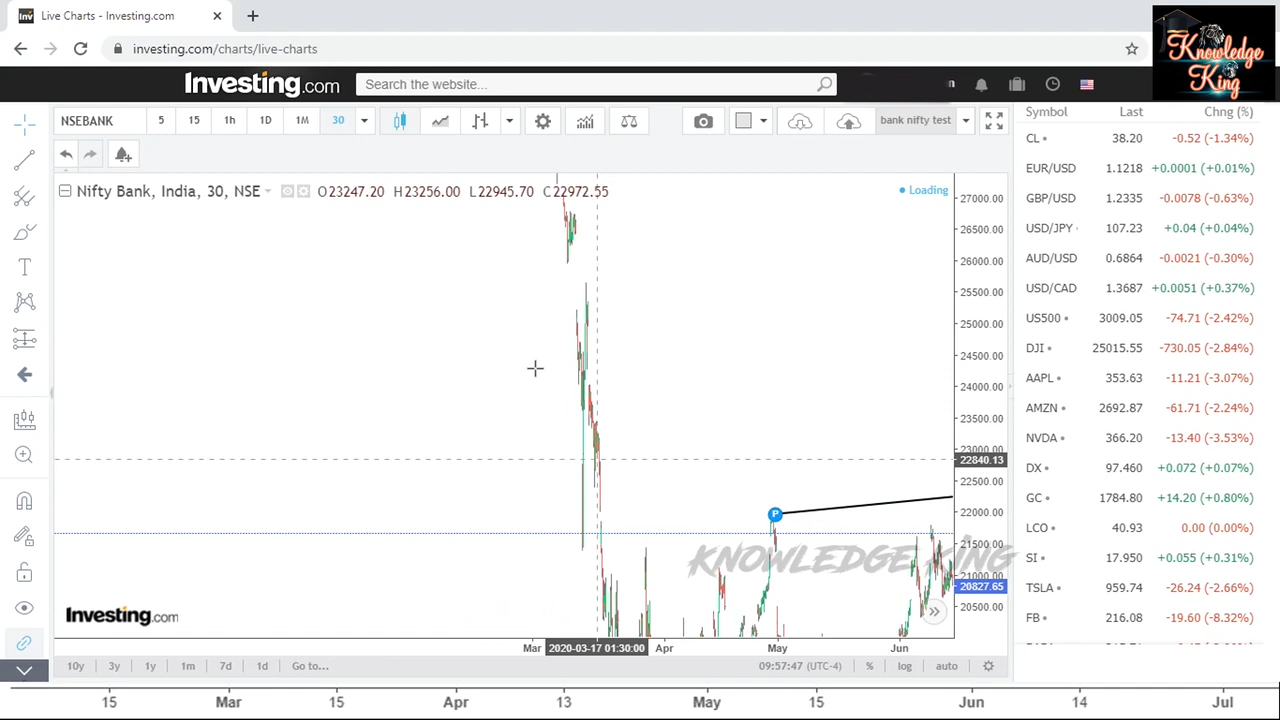 Live Charts - Investing.com
investing.com/charts/live-charts
Knowledge
King
Investing.com
Search the website...
n
NSEBANK
5 15 1h 1D 1M 30
bank nifty test
Nifty Bank, India, 30, NSE
O23247.20 H23256.00 L22945.70 C22972.55
Loading
27000.00
26500.00
26000.00
25500.00
25000.00
24500.00
24000.00
23500.00
23000.00
22840.13
22500.00
22000.00
21500.00
21000.00
20827.65
20500.00
P
KNOWLEDGE KING
Investing.com
Mar 2020-03-17 01:30:00 Apr May Jun
10y 3y 1y 1m 7d 1d Go to... 09:57:47 (UTC-4) % log auto
Symbol Last Chng (%)
CL 38.20 -0.52 (-1.34%)
EUR/USD 1.1218 +0.0001 (+0.01%)
GBP/USD 1.2335 -0.0078 (-0.63%)
USD/JPY 107.23 +0.04 (+0.04%)
AUD/USD 0.6864 -0.0021 (-0.30%)
USD/CAD 1.3687 +0.0051 (+0.37%)
US500 3009.05 -74.71 (-2.42%)
DJI 25015.55 -730.05 (-2.84%)
AAPL 353.63 -11.21 (-3.07%)
AMZN 2692.87 -61.71 (-2.24%)
NVDA 366.20 -13.40 (-3.53%)
DX 97.460 +0.072 (+0.07%)
GC 1784.80 +14.20 (+0.80%)
LCO 40.93 0.00 (0.00%)
SI 17.950 +0.055 (+0.31%)
TSLA 959.74 -26.24 (-2.66%)
FB 216.08 -19.60 (-8.32%)
15 Mar 15 Apr 13 May 15 Jun 14 Jul